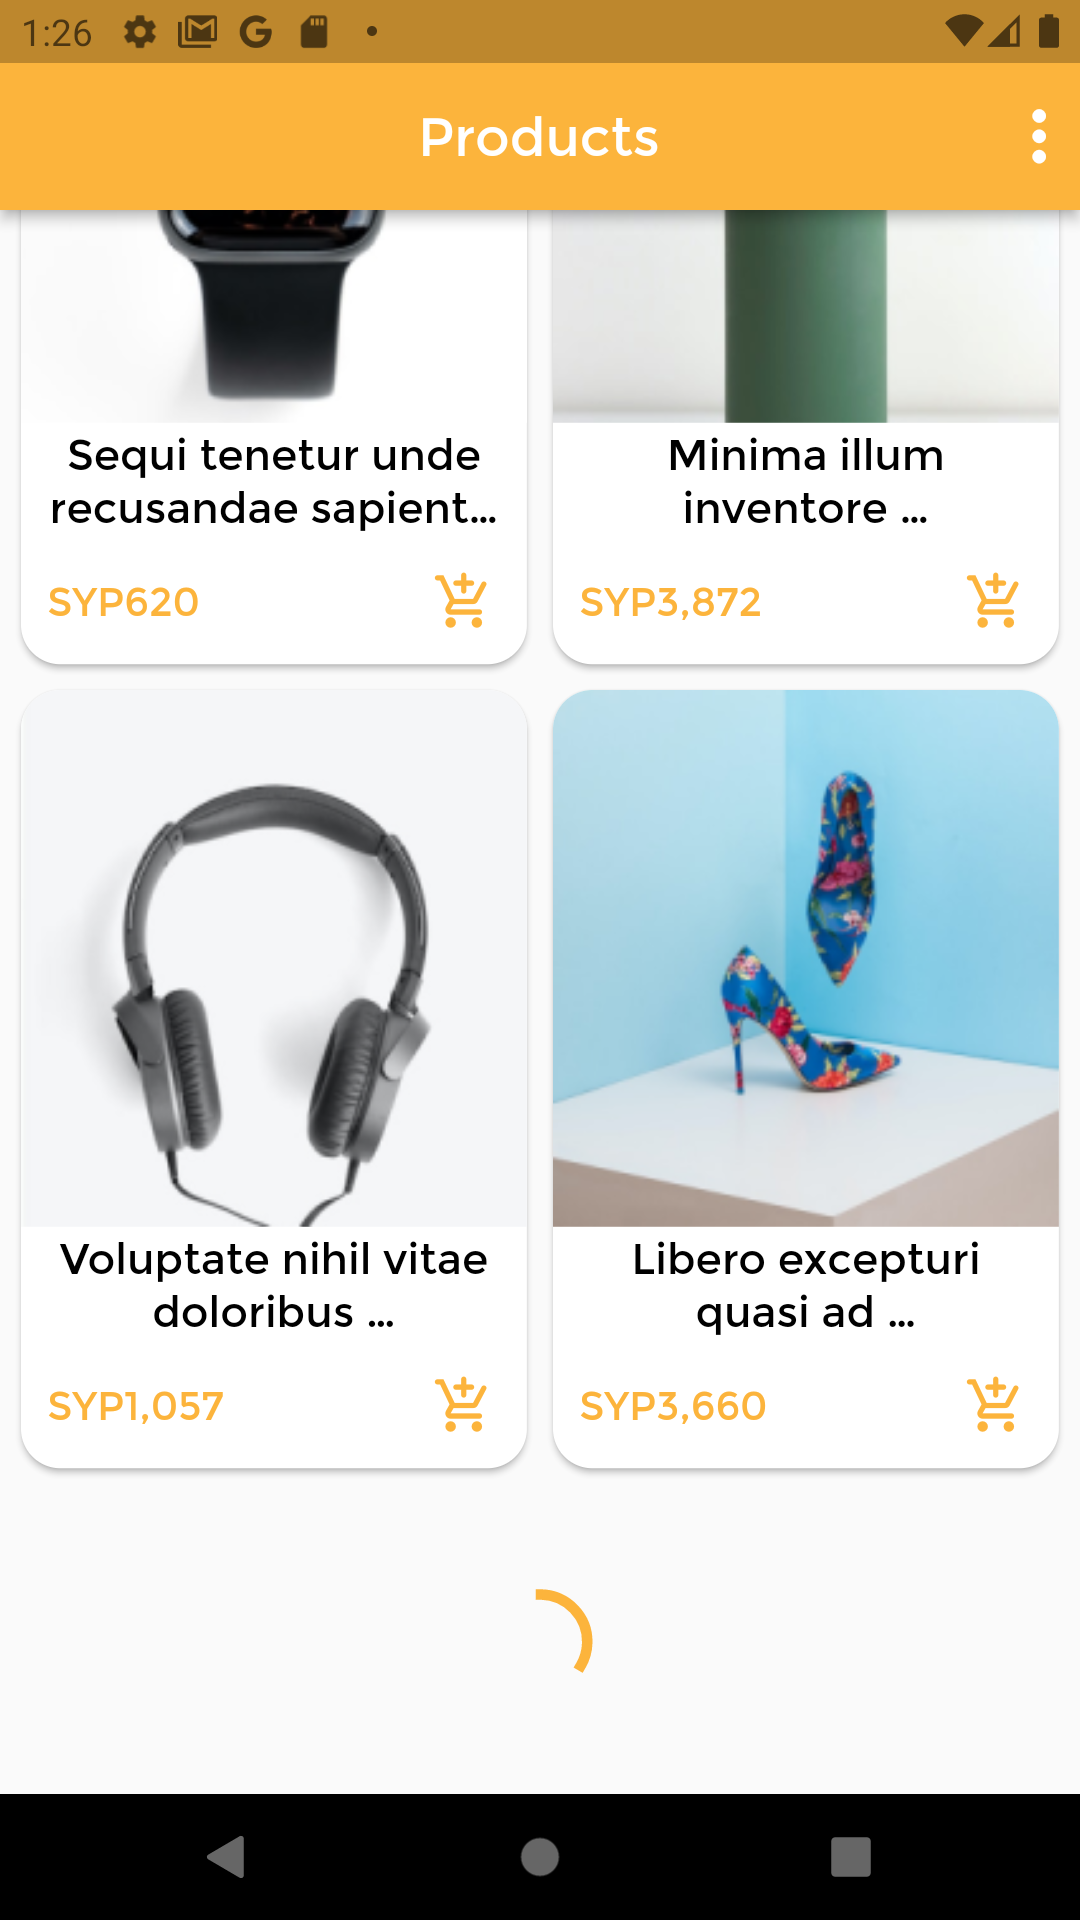 1:26
Products
Sequi tenetur unde
recusandae sapient...
SYP620
Minima illum
inventore ...
SYP3,872
Voluptate nihil vitae
doloribus ...
SYP1,057
Libero excepturi
quasi ad ...
SYP3,660